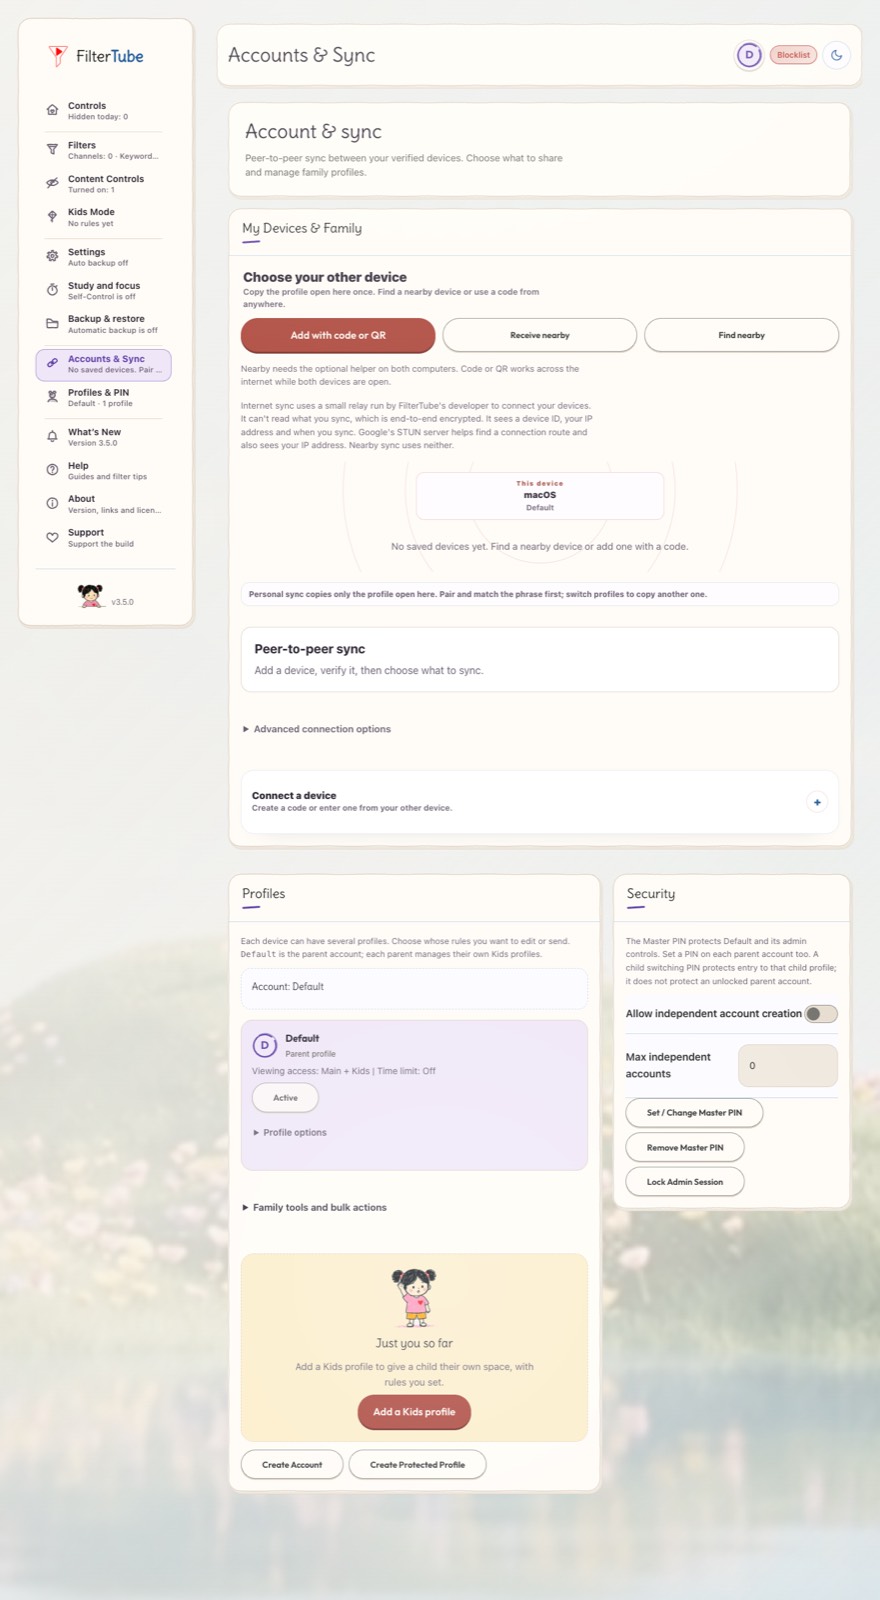 FilterTube
Controls
Hidden today: 0
Filters
Channels: 0 · Keyword...
Content Controls
Turned on: 1
Kids Mode
No rules yet
Settings
Auto backup off
Study and focus
Self-Control is off
Backup & restore
Automatic backup is off
Accounts & Sync
No saved devices. Pair ...
Profiles & PIN
Default · 1 profile
What's New
Version 3.5.0
Help
Guides and filter tips
About
Version, links and licen...
Support
Support the build
v3.5.0
Accounts & Sync
D
Blocklist
Account & sync
Peer-to-peer sync between your verified devices. Choose what to share
and manage family profiles.
My Devices & Family
Choose your other device
Copy the profile open here once. Find a nearby device or use a code from
anywhere.
Add with code or QR
Receive nearby
Find nearby
Nearby needs the optional helper on both computers. Code or QR works across the
internet while both devices are open.
Internet sync uses a small relay run by FilterTube's developer to connect your devices.
It can't read what you sync, which is end-to-end encrypted. It sees a device ID, your IP
address and when you sync. Google's STUN server helps find a connection route and
also sees your IP address. Nearby sync uses neither.
This device
macOS
Default
No saved devices yet. Find a nearby device or add one with a code.
Personal sync copies only the profile open here. Pair and match the phrase first; switch profiles to copy another one.
Peer-to-peer sync
Add a device, verify it, then choose what to sync.
Advanced connection options
Connect a device
Create a code or enter one from your other device.
+
Profiles
Each device can have several profiles. Choose whose rules you want to edit or send.
Default is the parent account; each parent manages their own Kids profiles.
Account: Default
D
Default
Parent profile
Viewing access: Main + Kids | Time limit: Off
Active
Profile options
Family tools and bulk actions
Just you so far
Add a Kids profile to give a child their own space, with
rules you set.
Add a Kids profile
Create Account
Create Protected Profile
Security
The Master PIN protects Default and its admin
controls. Set a PIN on each parent account too. A
child switching PIN protects entry to that child profile;
it does not protect an unlocked parent account.
Allow independent account creation
Max independent
accounts
0
Set / Change Master PIN
Remove Master PIN
Lock Admin Session